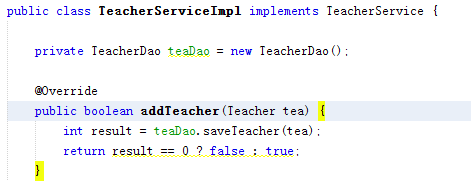 public class TeacherServiceImpl implements TeacherService {
private TeacherDao teaDao = new TeacherDao();
@Override
public boolean addTeacher(Teacher tea) {
int result = teaDao.saveTeacher(tea);
return result == 0 ? false : true;
}